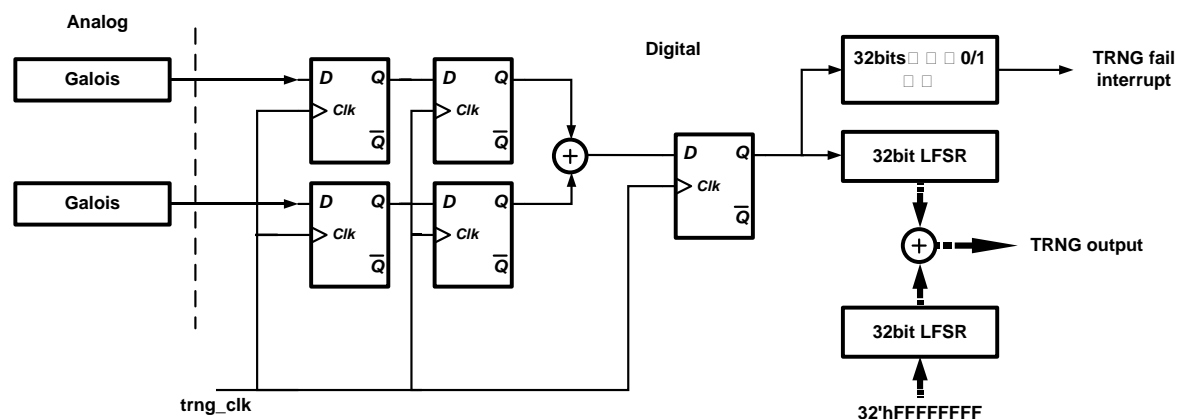 Analog
Digital
Galois
Galois
D Q
Clk
Q
D Q
Clk
Q
D Q
Clk
Q
D Q
Clk
Q
D Q
Clk
Q
trng_clk
32bits 0/1
TRNG fail
interrupt
32bit LFSR
TRNG output
32bit LFSR
32'hFFFFFFFF